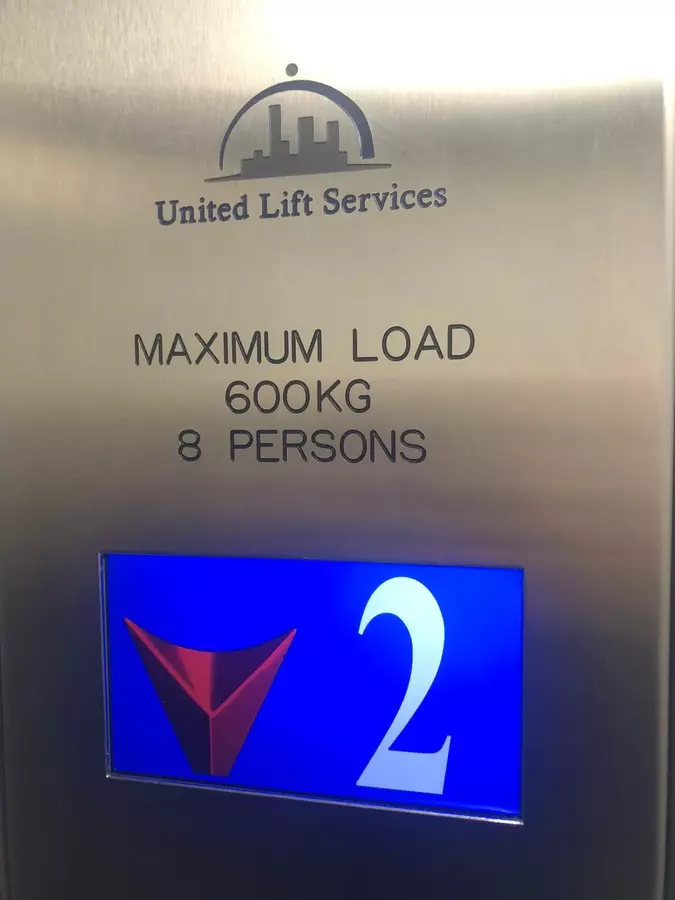 United Lift Services
MAXIMUM LOAD
600KG
8 PERSONS
2